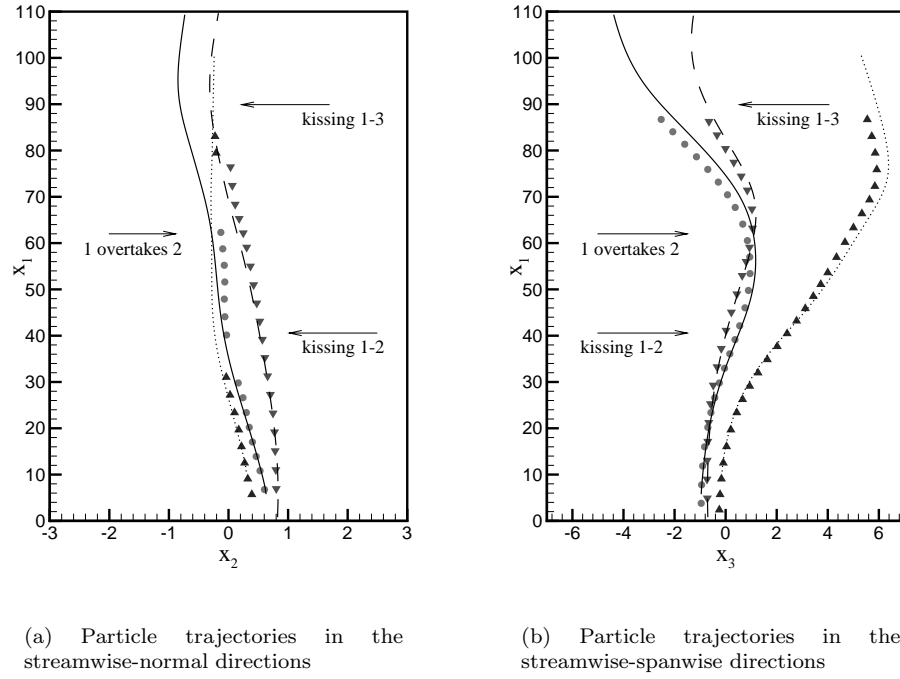 110
100
90
80
70
60
50
40
30
20
10
0
x1
kissing 1-3
1 overtakes 2
kissing 1-2
-3 -2 -1 0 1 2 3
x2
110
100
90
80
70
60
50
40
30
20
10
0
x1
kissing 1-3
1 overtakes 2
kissing 1-2
-6 -4 -2 0 2 4 6
x3
(a) Particle trajectories in the
streamwise-normal directions
(b) Particle trajectories in the
streamwise-spanwise directions